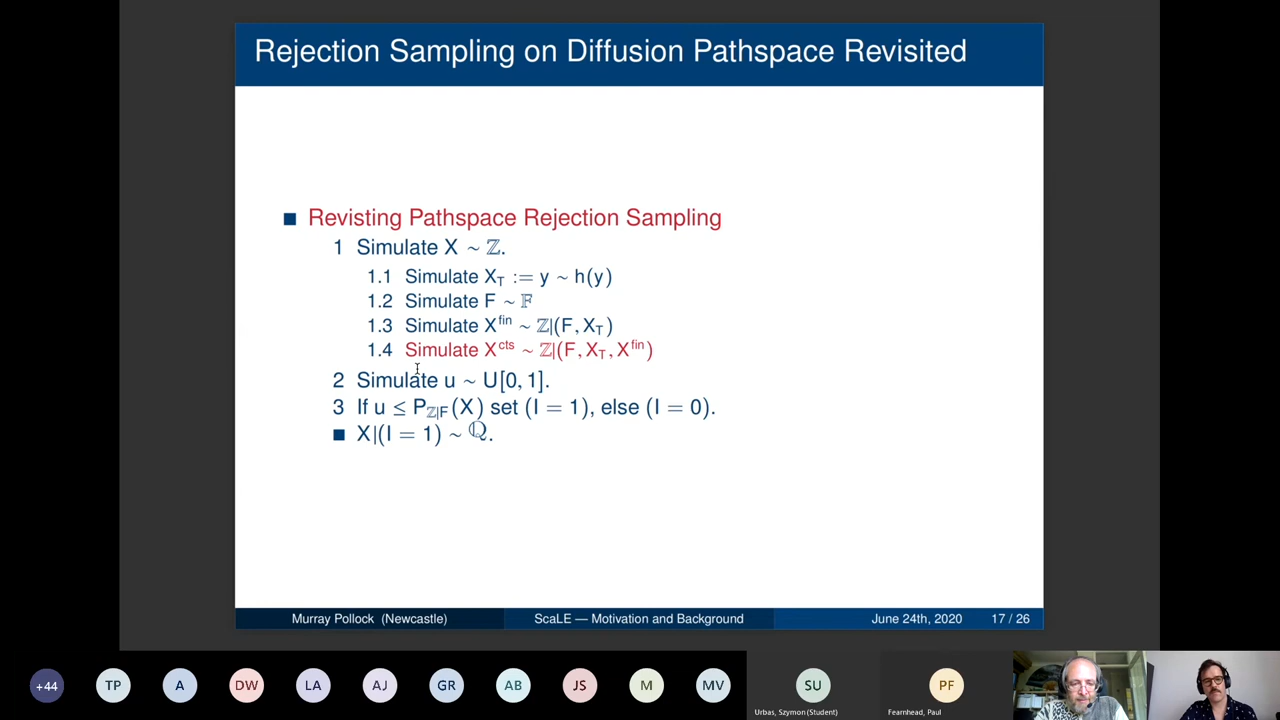 Rejection Sampling on Diffusion Pathspace Revisited
■ Revisting Pathspace Rejection Sampling
1 Simulate X ∼ ℤ.
1.1 Simulate X_T := y ∼ h(y)
1.2 Simulate F ∼ 𝔽
1.3 Simulate X^fin ∼ ℤ|(F, X_T)
1.4 Simulate X^cts ∼ ℤ|(F, X_T, X^fin)
2 Simulate u ∼ U[0, 1].
3 If u ≤ P_ℤ|F(X) set (I = 1), else (I = 0).
■ X|(I = 1) ∼ ℚ.
Murray Pollock (Newcastle) ScaLE — Motivation and Background June 24th, 2020 17 / 26
+44 TP A DW LA AJ GR AB JS M MV SU PF
Urbas, Szymon (Student) Fearnhead, Paul